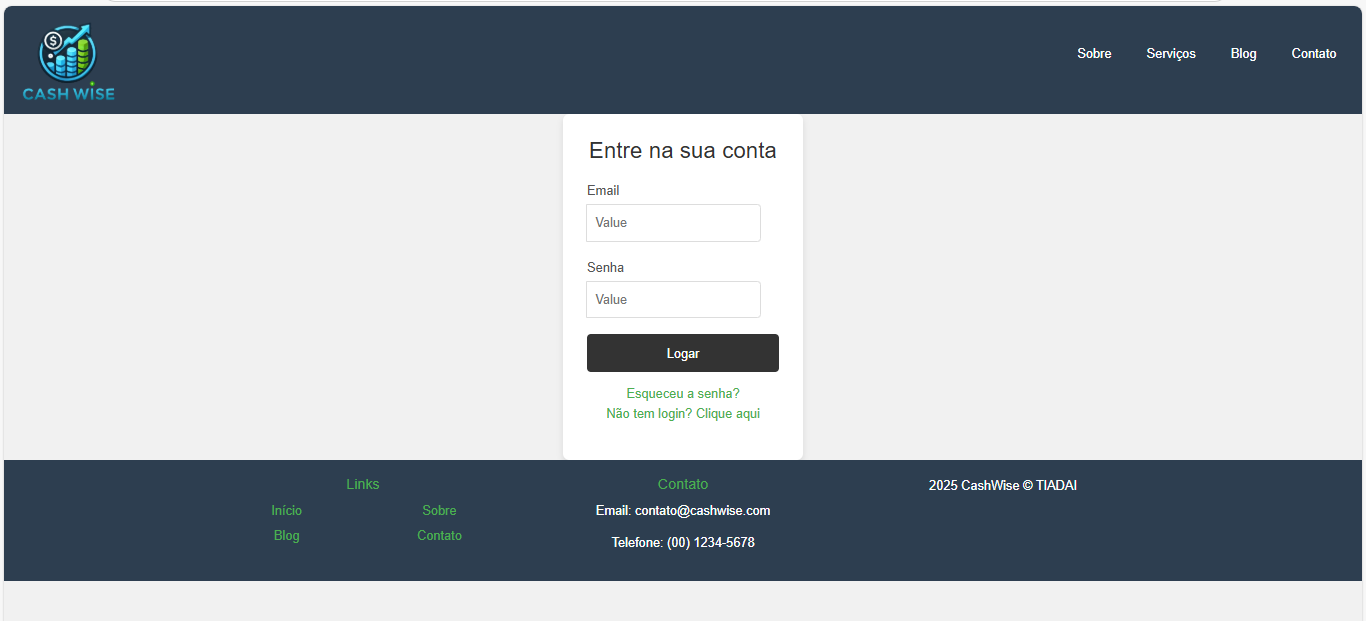 $
CASH WISE
Sobre Serviços Blog Contato
Entre na sua conta
Email
Value
Senha
Value
Logar
Esqueceu a senha?
Não tem login? Clique aqui
Links
Início Sobre
Blog Contato
Contato
Email: contato@cashwise.com
Telefone: (00) 1234-5678
2025 CashWise © TIADAI